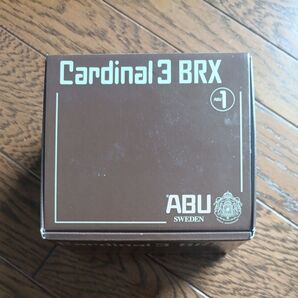 Cardinal 3 BRX
1
ABU
SWEDEN
Cardinal 3 BRX